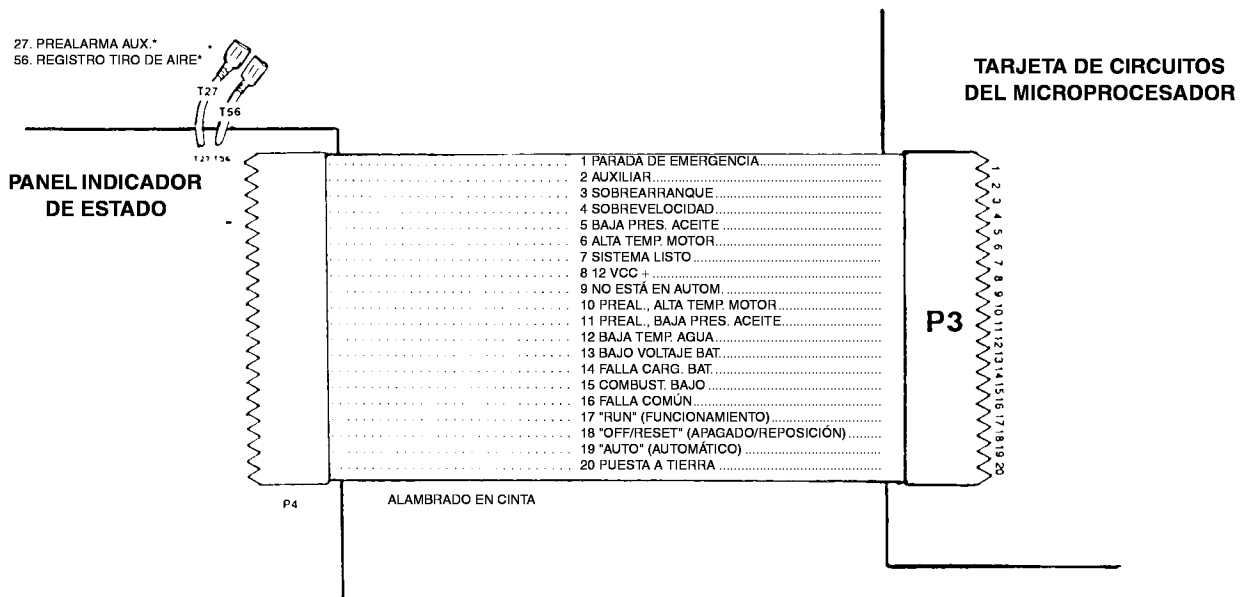 27. PREALARMA AUX.*
56. REGISTRO TIRO DE AIRE*
T27
T56
T27 T56
TARJETA DE CIRCUITOS
DEL MICROPROCESADOR
PANEL INDICADOR
DE ESTADO
1 PARADA DE EMERGENCIA
2 AUXILIAR
3 SOBREARRANQUE
4 SOBREVELOCIDAD
5 BAJA PRES. ACEITE
6 ALTA TEMP. MOTOR
7 SISTEMA LISTO
8 12 VCC +
9 NO ESTÁ EN AUTOM.
10 PREAL., ALTA TEMP. MOTOR
11 PREAL., BAJA PRES. ACEITE
12 BAJA TEMP. AGUA
13 BAJO VOLTAJE BAT.
14 FALLA CARG. BAT.
15 COMBUST. BAJO
16 FALLA COMÚN
17 "RUN" (FUNCIONAMIENTO)
18 "OFF/RESET" (APAGADO/REPOSICIÓN)
19 "AUTO" (AUTOMÁTICO)
20 PUESTA A TIERRA
P3
1
2
3
4
5
6
7
8
9
10
11
12
13
14
15
16
17
18
19
20
P4
ALAMBRADO EN CINTA